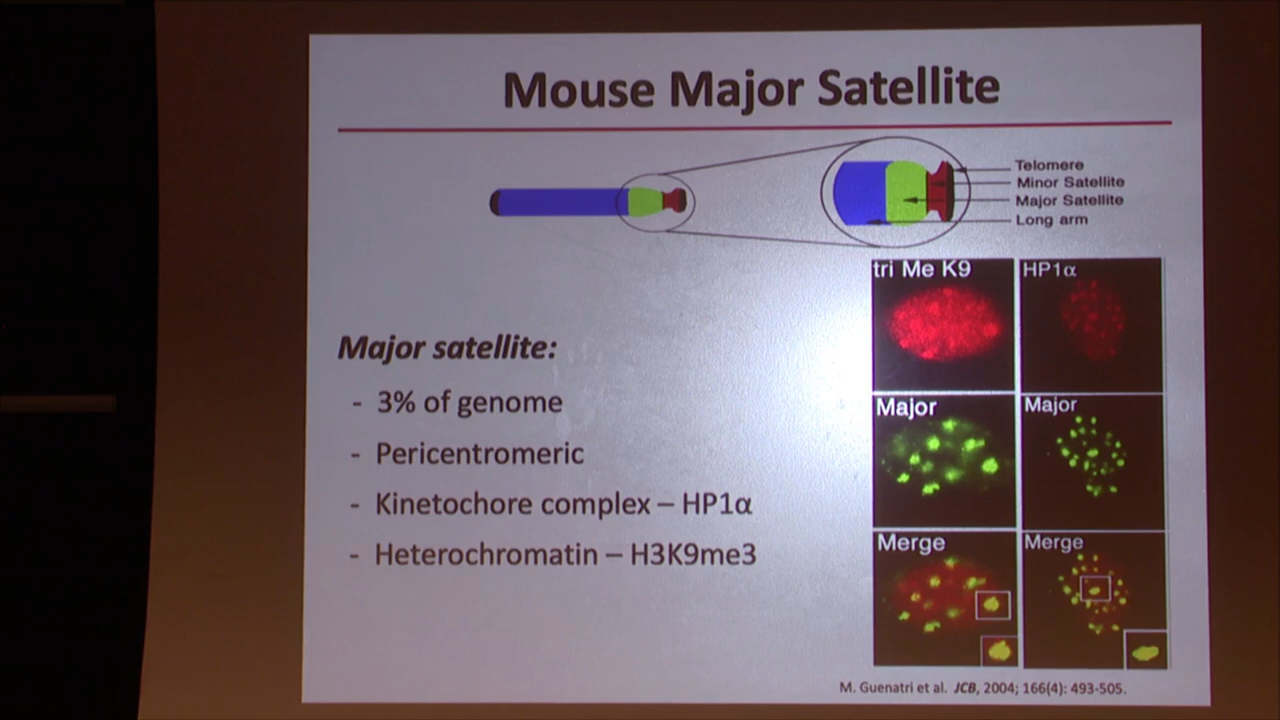 Mouse Major Satellite
Telomere
Minor Satellite
Major Satellite
Long arm
tri Me K9
HP1α
Major satellite:
- 3% of genome
- Pericentromeric
- Kinetochore complex – HP1α
- Heterochromatin – H3K9me3
Major
Major
Merge
Merge
M. Guenatri et al. JCB, 2004; 166(4): 493-505.